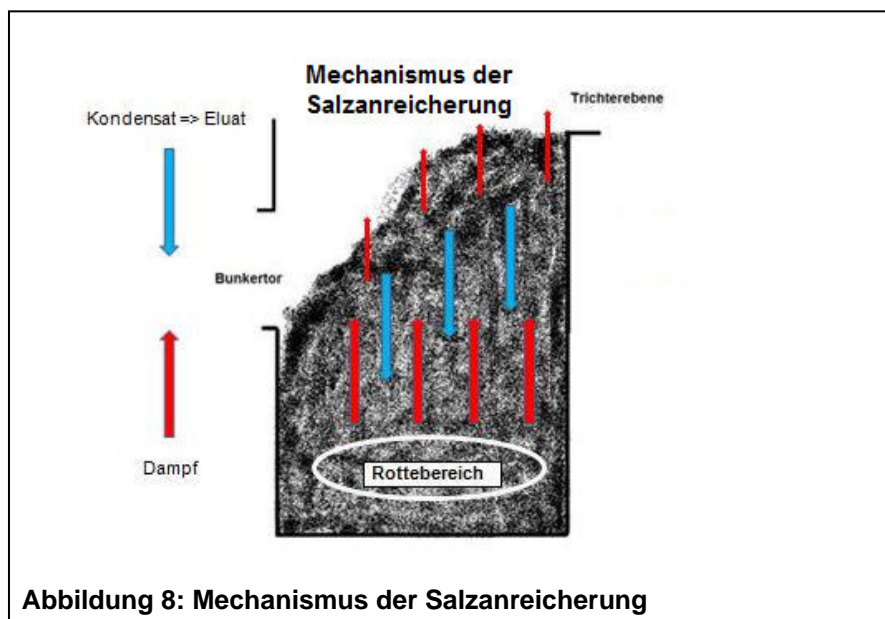 Mechanismus der
Salzanreicherung
Trichterebene
Kondensat => Eluat
Bunkertor
Dampf
Rottebereich
Abbildung 8: Mechanismus der Salzanreicherung